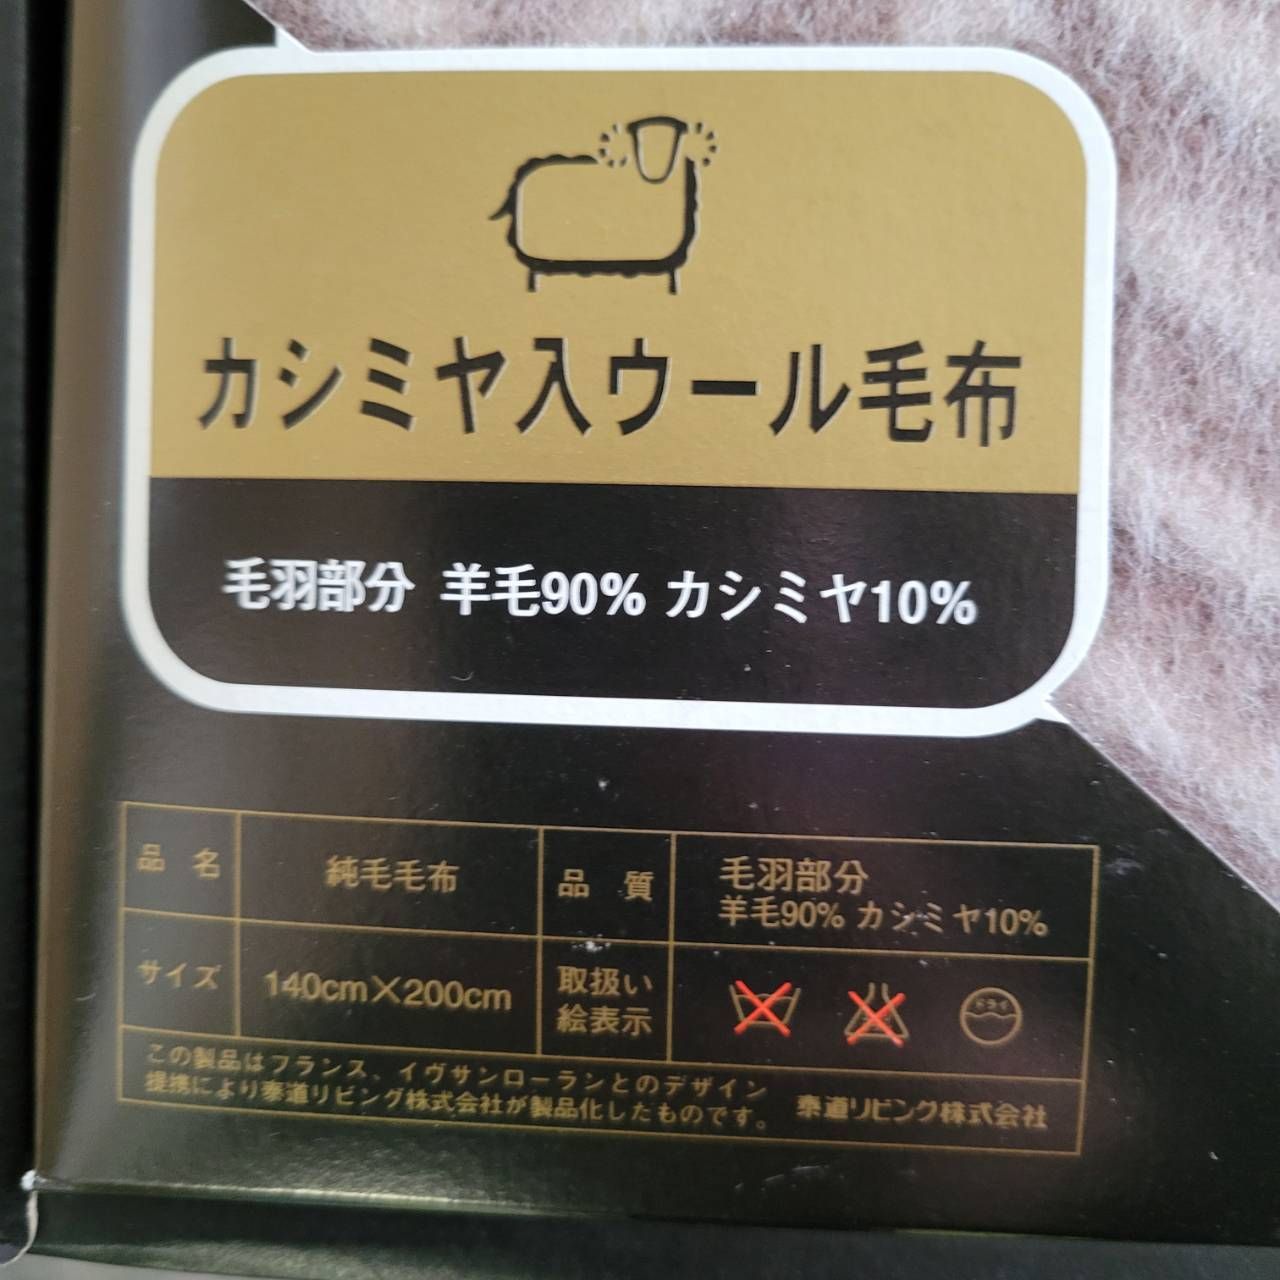 カシミヤ入ウール毛布
毛羽部分 羊毛90% カシミヤ10%
品名 純毛毛布 品質 毛羽部分
羊毛90% カシミヤ10%
サイズ 140cm×200cm 取扱い
絵表示
ドライ
この製品はフランス、イヴサンローランとのデザイン
提携により泰道リビング株式会社が製品化したものです。 泰道リビング株式会社